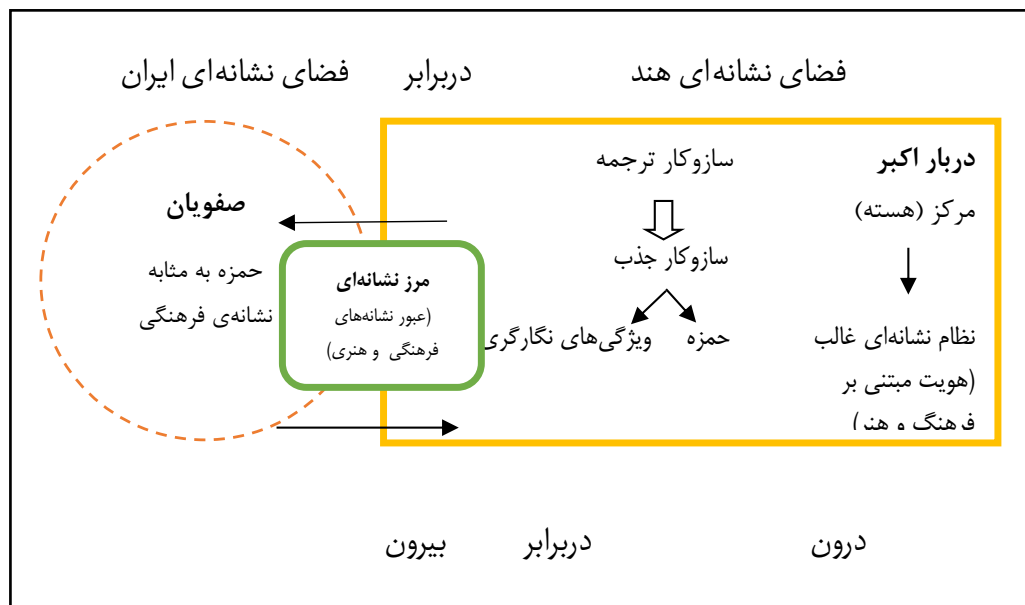 فضای نشانه‌ای هند
دربرابر
فضای نشانه‌ای ایران
دربار اکبر
مرکز (هسته)
نظام نشانه‌ای غالب
(هویت مبتنی بر
فرهنگ و هنر)
سازوکار ترجمه
سازوکار جذب
حمزه
ویژگی‌های نگارگری
مرز نشانه‌ای
(عبور نشانه‌های
فرهنگی و هنری)
صفویان
حمزه به مثابه
نشانه‌ی فرهنگی
درون
دربرابر
بیرون